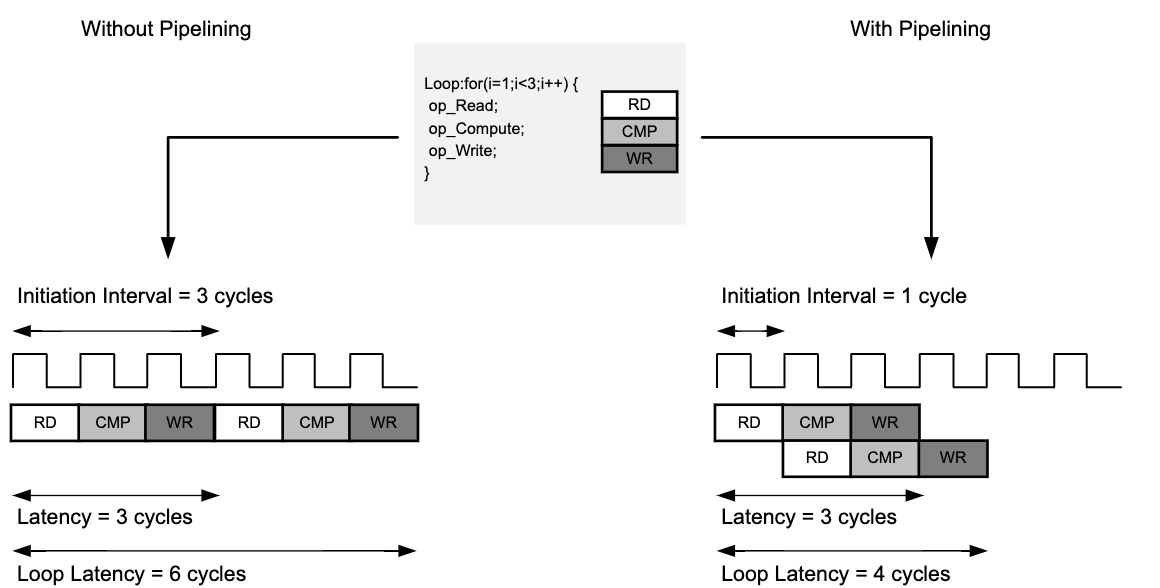 Without Pipelining
With Pipelining
Loop:for(i=1;i<3;i++) {
op_Read;
op_Compute;
op_Write;
}
RD
CMP
WR
Initiation Interval = 3 cycles
RD CMP WR RD CMP WR
Latency = 3 cycles
Loop Latency = 6 cycles
Initiation Interval = 1 cycle
RD CMP WR
RD CMP WR
Latency = 3 cycles
Loop Latency = 4 cycles